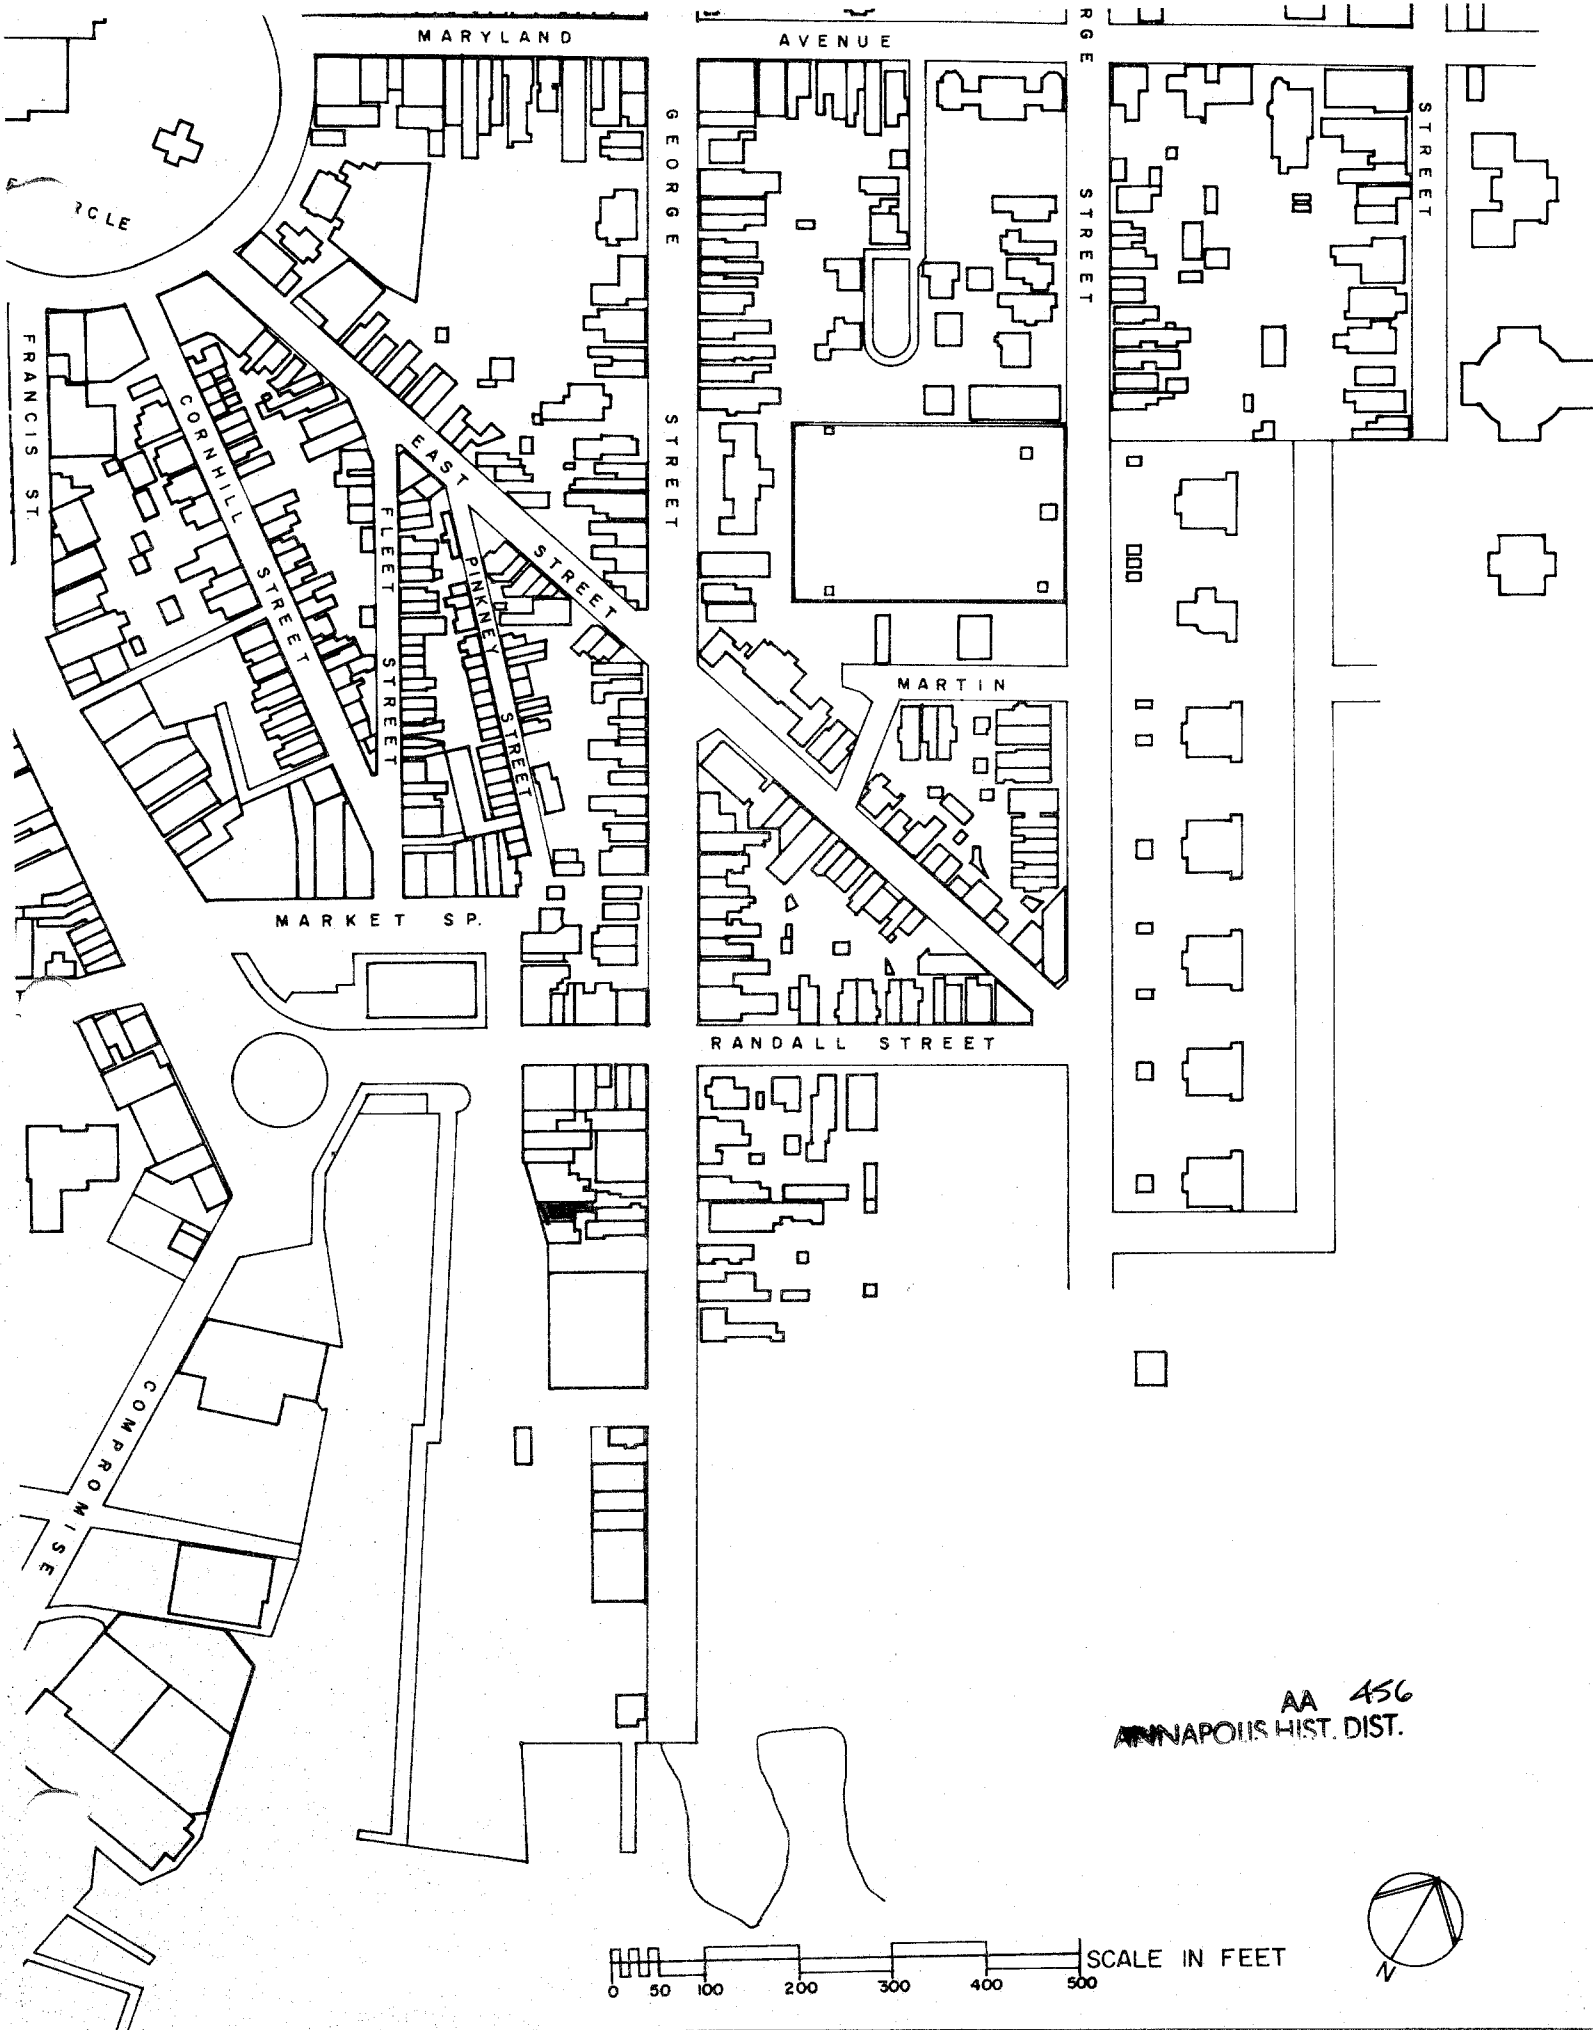 MARYLAND AVENUE
RGE
STREET
GEORGE STREET
STREET
RCLE
FRANCIS ST.
CORNHILL STREET
EAST STREET
FLEET STREET
PINKNEY STREET
MARTIN
MARKET SP.
RANDALL STREET
COMPROMISE
AA 456
ANNAPOLIS HIST. DIST.
SCALE IN FEET
0 50 100 200 300 400 500
N